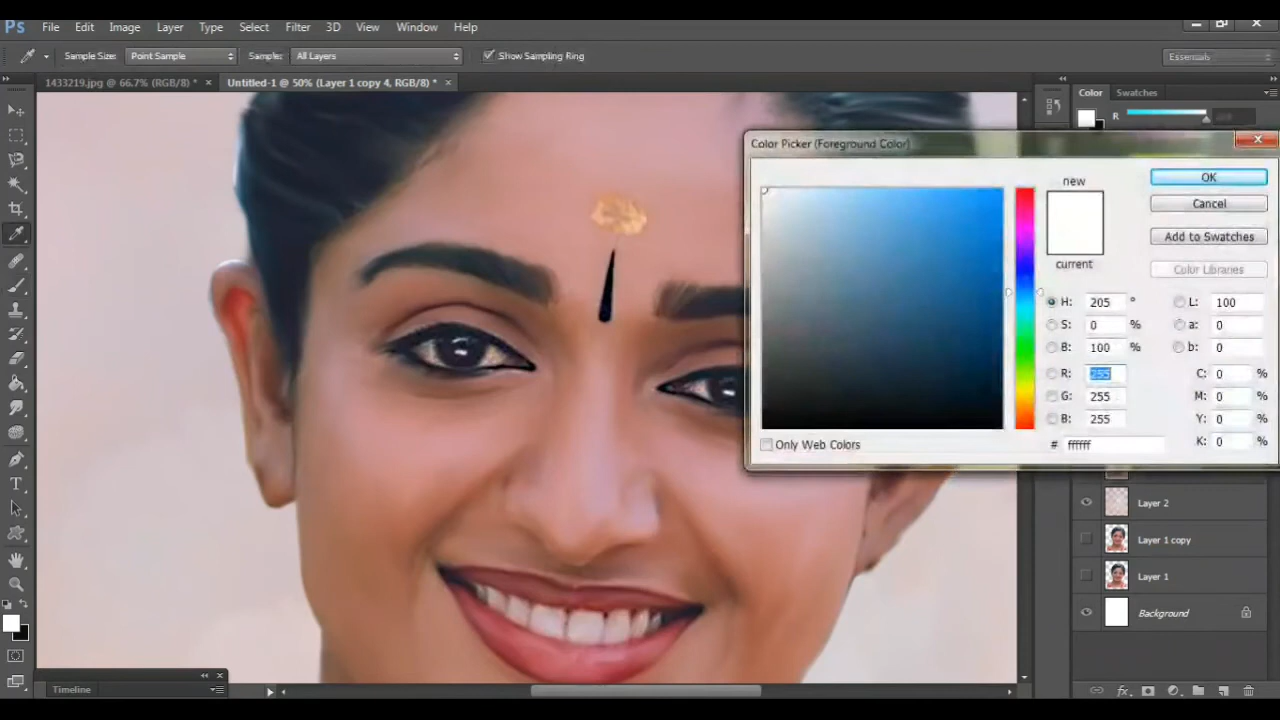 Ps File Edit Image Layer Type Select Filter 3D View Window Help
Sample Size: Point Sample Sample: All Layers Show Sampling Ring Essentials
1433219.jpg @ 66.7% (RGB/8) * × Untitled-1 @ 50% (Layer 1 copy 4, RGB/8) * ×
Color Swatches
R
Color Picker (Foreground Color)
new
OK
Cancel
Add to Swatches
current
Color Libraries
H: 205 ° L: 100
S: 0 % a: 0
B: 100 % b: 0
R: 255 C: 0 %
G: 255 M: 0 %
B: 255 Y: 0 %
# ffffff K: 0 %
Only Web Colors
Layer 2
Layer 1 copy
Layer 1
Background
Timeline